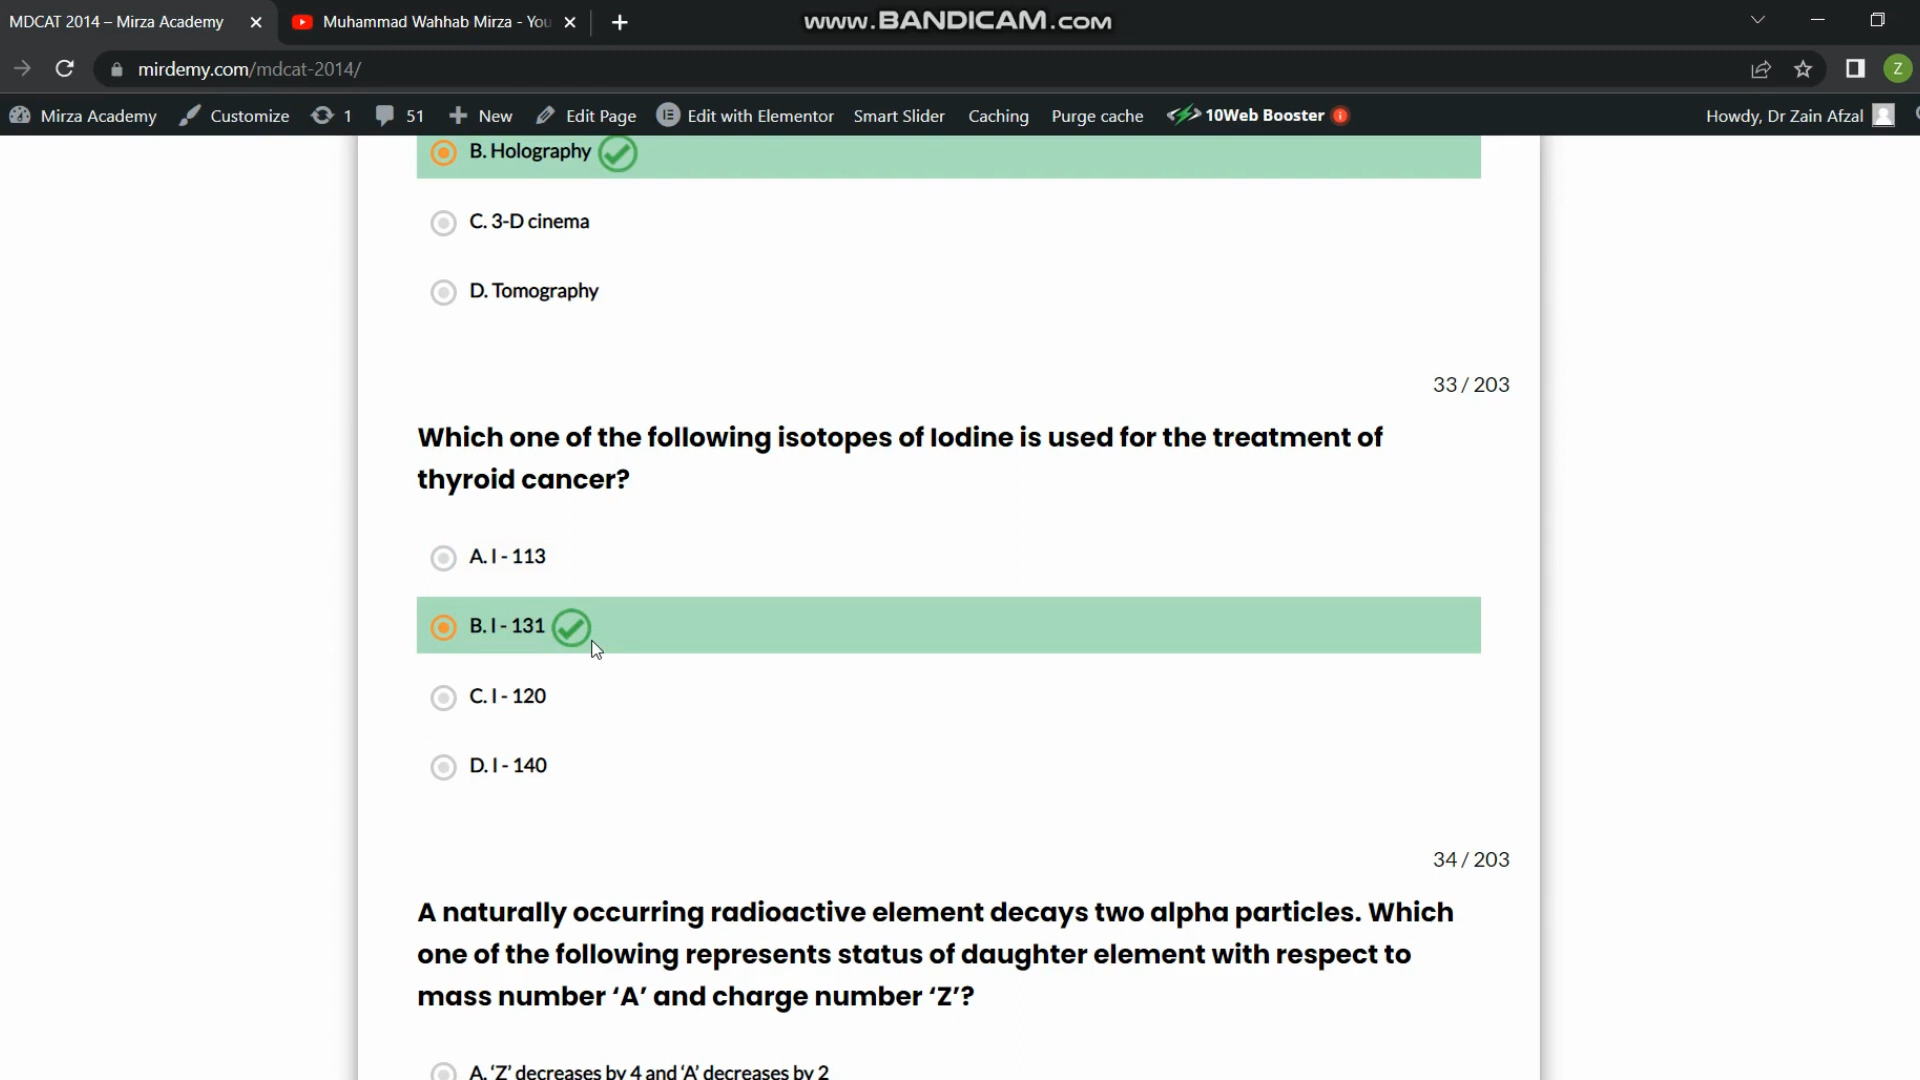 MDCAT 2014 – Mirza Academy
Muhammad Wahhab Mirza - You
www.BANDICAM.com
mirdemy.com/mdcat-2014/
Z
Mirza Academy
Customize
1
51
New
Edit Page
Edit with Elementor
Smart Slider
Caching
Purge cache
10Web Booster
Howdy, Dr Zain Afzal
B. Holography
C. 3-D cinema
D. Tomography
33 / 203
Which one of the following isotopes of Iodine is used for the treatment of
thyroid cancer?
A. I - 113
B. I - 131
C. I - 120
D. I - 140
34 / 203
A naturally occurring radioactive element decays two alpha particles. Which
one of the following represents status of daughter element with respect to
mass number ‘A’ and charge number ‘Z’?
A. ‘Z’ decreases by 4 and ‘A’ decreases by 2